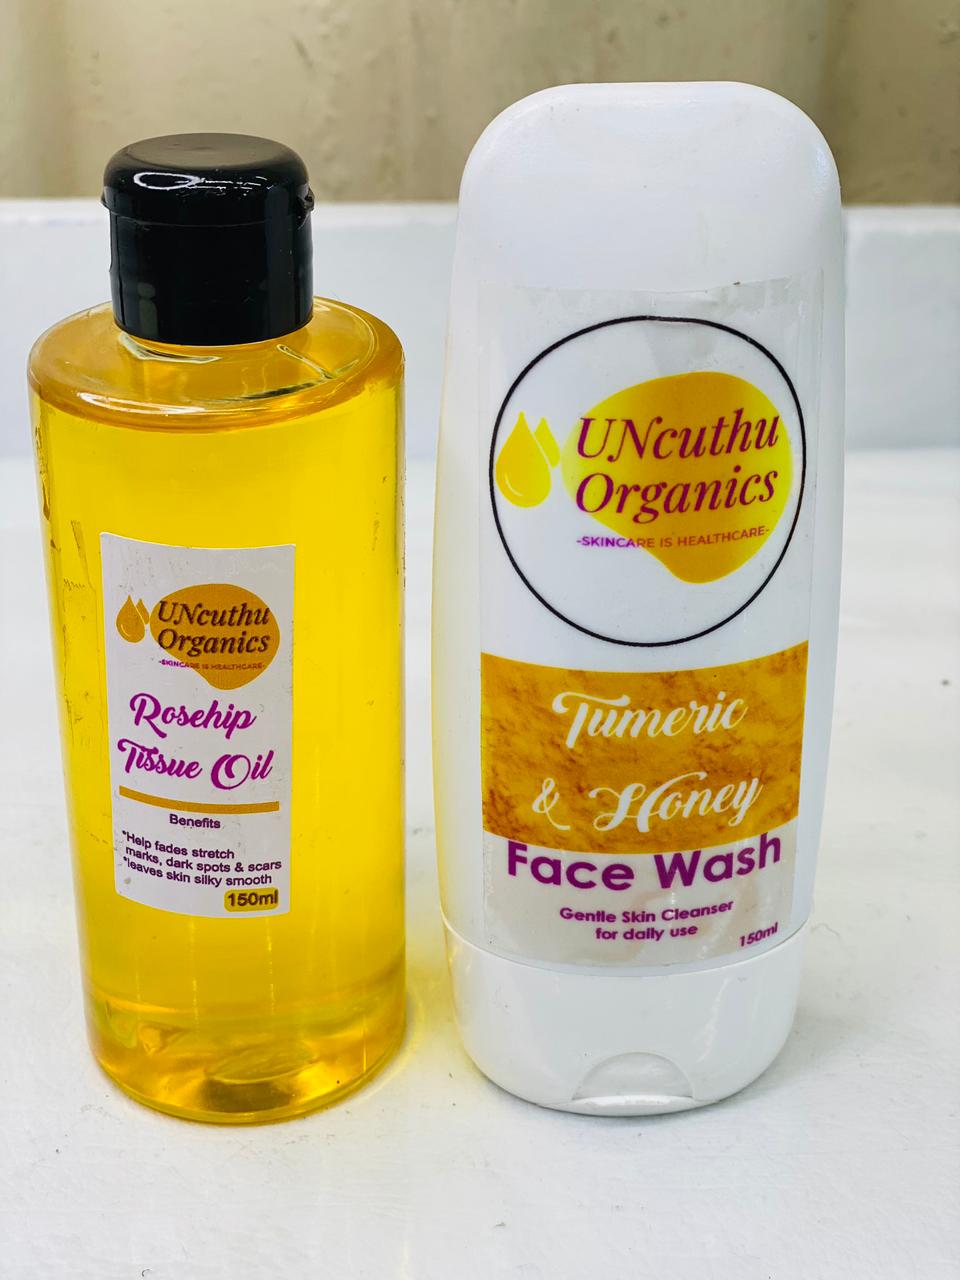 UNcuthu
Organics
-SKINCARE IS HEALTHCARE-
Rosehip
Tissue Oil
Benefits
*Help fades stretch
marks, dark spots & scars
*leaves skin silky smooth
150ml
UNcuthu
Organics
-SKINCARE IS HEALTHCARE-
Tumeric
& Honey
Face Wash
Gentle Skin Cleanser
for daily use
150ml